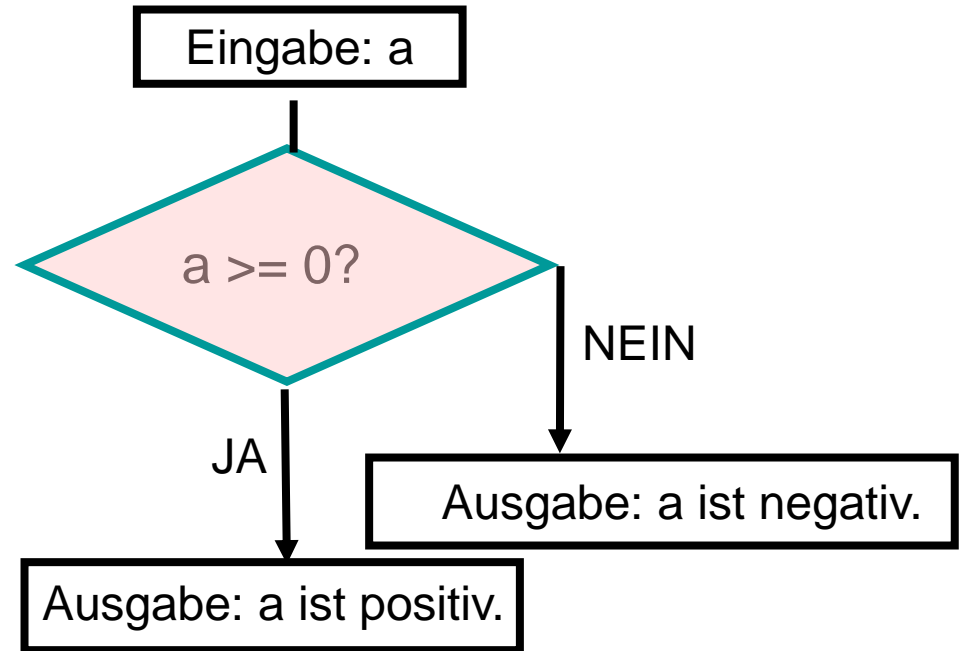 Eingabe: a
a >= 0?
NEIN
JA
Ausgabe: a ist negativ.
Ausgabe: a ist positiv.